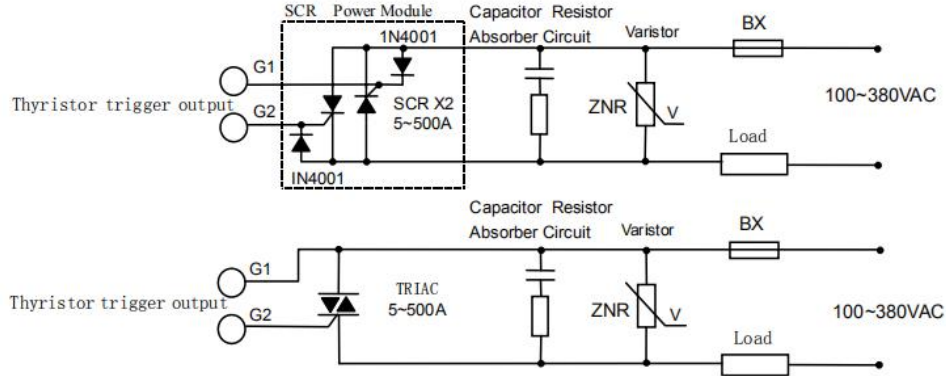 SCR Power Module
Capacitor Resistor
Absorber Circuit
Varistor
BX
1N4001
G1
Thyristor trigger output
G2
SCR X2
5~500A
ZNR
V
100~380VAC
Load
IN4001
Capacitor Resistor
Absorber Circuit
Varistor
BX
G1
Thyristor trigger output
G2
TRIAC
5~500A
ZNR
V
100~380VAC
Load